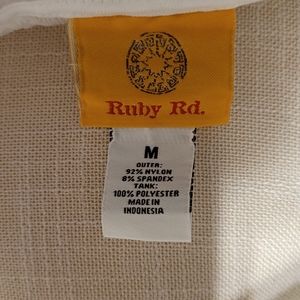 Ruby Rd.
M
OUTER:
92% NYLON
8% SPANDEX
TANK:
100% POLYESTER
MADE IN
INDONESIA